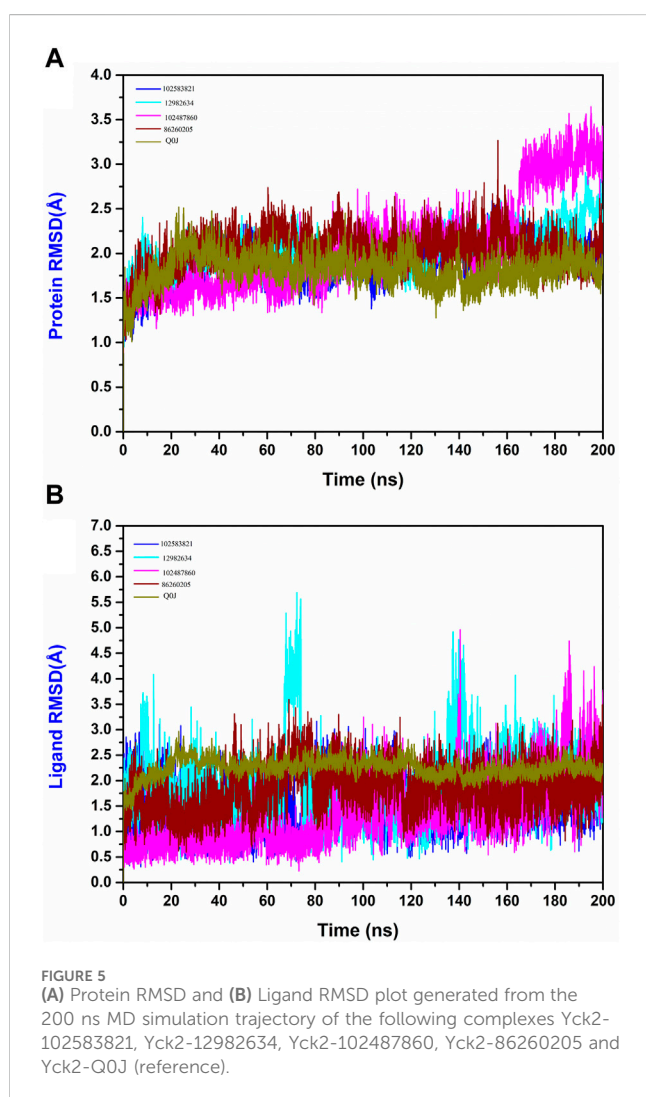 A
4.0
3.5
3.0
2.5
2.0
1.5
1.0
0.5
0.0
Protein RMSD(Å)
102583821
12982634
102487860
86260205
Q0J
0 20 40 60 80 100 120 140 160 180 200
Time (ns)
B
7.0
6.5
6.0
5.5
5.0
4.5
4.0
3.5
3.0
2.5
2.0
1.5
1.0
0.5
0.0
Ligand RMSD(Å)
102583821
12982634
102487860
86260205
Q0J
0 20 40 60 80 100 120 140 160 180 200
Time (ns)
FIGURE 5
(A) Protein RMSD and (B) Ligand RMSD plot generated from the
200 ns MD simulation trajectory of the following complexes Yck2-
102583821, Yck2-12982634, Yck2-102487860, Yck2-86260205 and
Yck2-Q0J (reference).